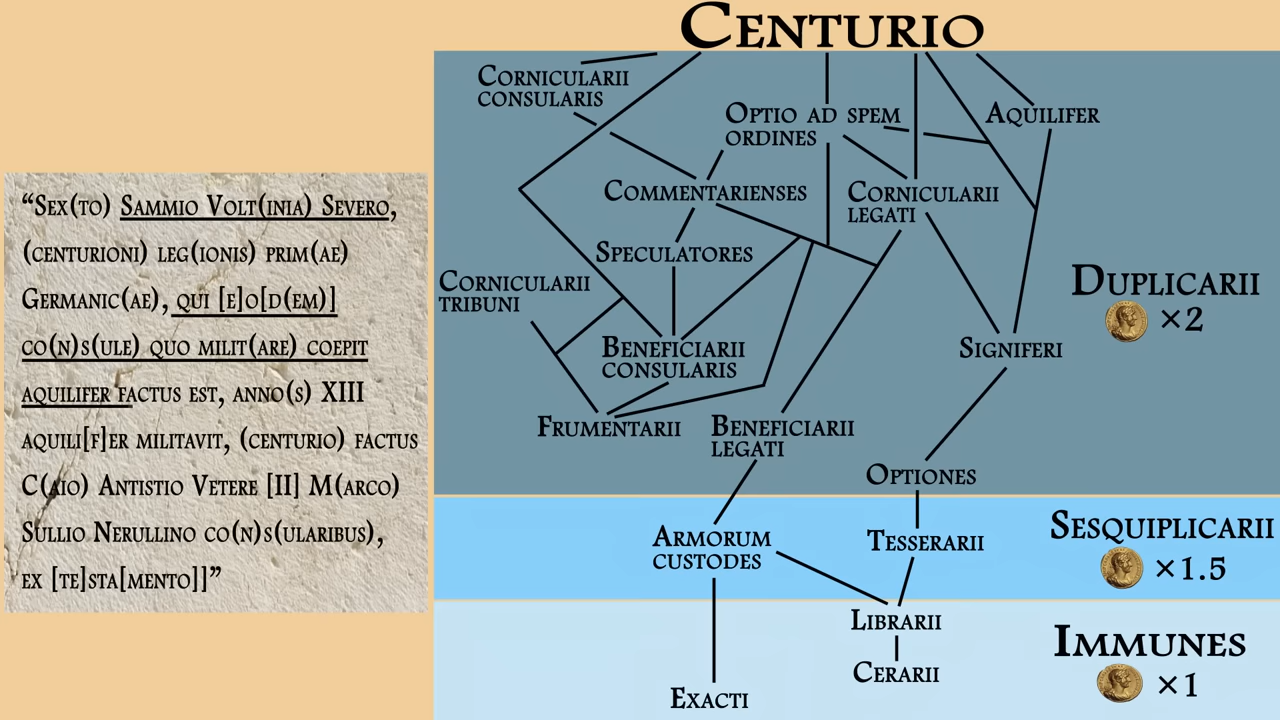 Centurio
"Sex(to) Sammio Volt(inia) Severo,
(centurioni) leg(ionis) prim(ae)
Germanic(ae), qui [e]o[d(em)]
co(n)s(ule) quo milit(are) coepit
aquilifer factus est, anno(s) XIII
aquili[f]er militavit, (centurio) factus
C(aio) Antistio Vetere [II] M(arco)
Sullio Nerullino co(n)s(ularibus),
ex [te]sta[mento]]"
Cornicularii
consularis
Optio ad spem
ordines
Aquilifer
Commentarienses
Cornicularii
legati
Speculatores
Cornicularii
tribuni
Beneficiarii
consularis
Signiferi
Frumentarii
Beneficiarii
legati
Optiones
Duplicarii
×2
Armorum
custodes
Tesserarii
Sesquiplicarii
×1.5
Librarii
Cerarii
Exacti
Immunes
×1